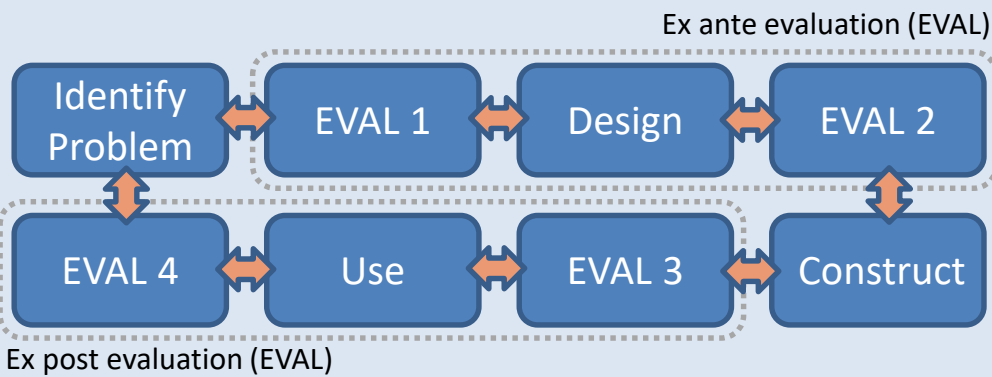 Ex ante evaluation (EVAL)
Identify
Problem
EVAL 1
Design
EVAL 2
EVAL 4
Use
EVAL 3
Construct
Ex post evaluation (EVAL)